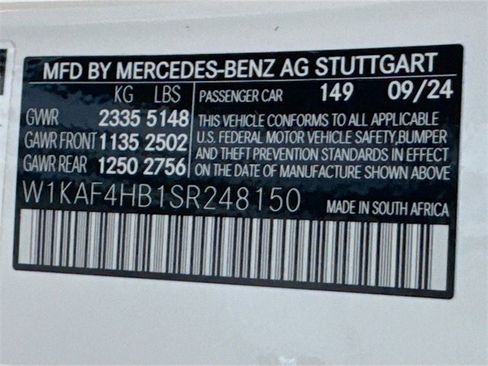 MFD BY MERCEDES-BENZ AG STUTTGART
KG LBS PASSENGER CAR 149 09/24
GVWR 2335 5148
GAWR FRONT 1135 2502
GAWR REAR 1250 2756
THIS VEHICLE CONFORMS TO ALL APPLICABLE
U.S. FEDERAL MOTOR VEHICLE SAFETY, BUMPER
AND THEFT PREVENTION STANDARDS IN EFFECT
ON THE DATE OF MANUFACTURE SHOWN ABOVE.
W1KAF4HB1SR248150 MADE IN SOUTH AFRICA